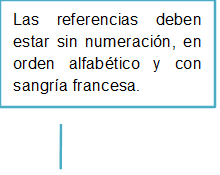 Las referencias deben
estar sin numeración, en
orden alfabético y con
sangría francesa.